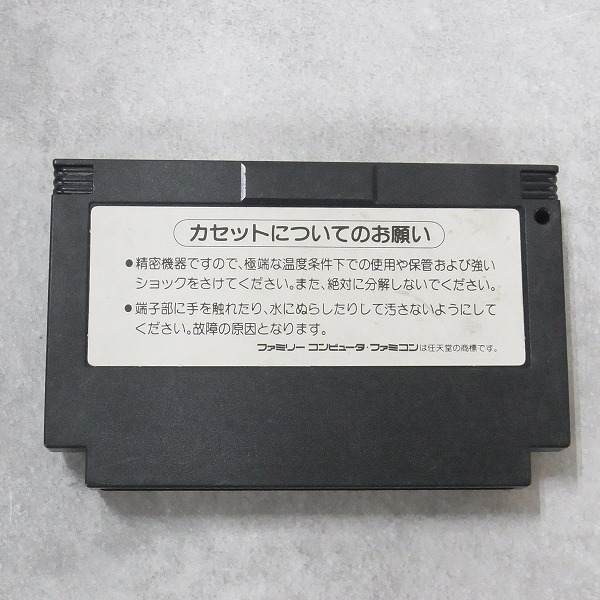 カセットについてのお願い
●精密機器ですので、極端な温度条件下での使用や保管および強い
ショックをさけてください。また、絶対に分解しないでください。
●端子部に手を触れたり、水にぬらしたりして汚さないようにして
ください。故障の原因となります。
ファミリーコンピュータ・ファミコンは任天堂の商標です。